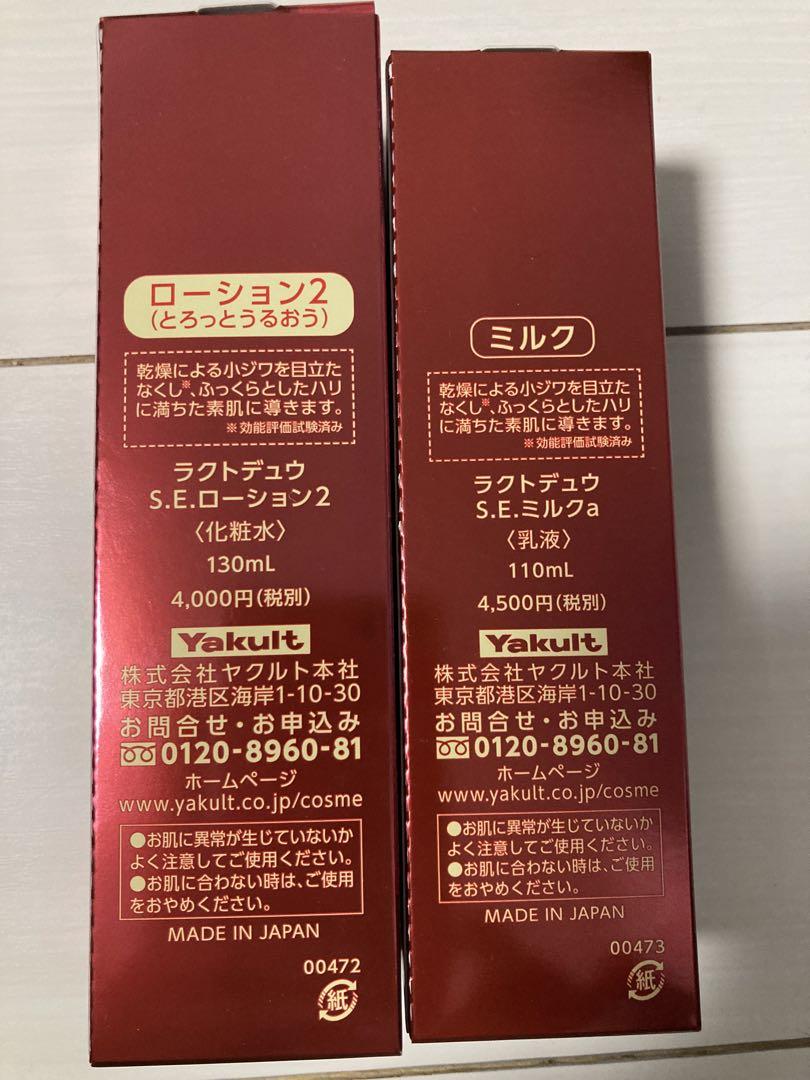 ローション2
(とろっとうるおう)
乾燥による小ジワを目立た
なくし※、ふっくらとしたハリ
に満ちた素肌に導きます。
※効能評価試験済み
ラクトデュウ
S.E.ローション2
〈化粧水〉
130mL
4,000円(税別)
Yakult
株式会社ヤクルト本社
東京都港区海岸1-10-30
お問合せ・お申込み
0120-8960-81
ホームページ
www.yakult.co.jp/cosme
●お肌に異常が生じていないか
よく注意してご使用ください。
●お肌に合わない時は、ご使用
をおやめください。
MADE IN JAPAN
00472
紙
ミルク
乾燥による小ジワを目立た
なくし※、ふっくらとしたハリ
に満ちた素肌に導きます。
※効能評価試験済み
ラクトデュウ
S.E.ミルクa
〈乳液〉
110mL
4,500円(税別)
Yakult
株式会社ヤクルト本社
東京都港区海岸1-10-30
お問合せ・お申込み
0120-8960-81
ホームページ
www.yakult.co.jp/cosme
●お肌に異常が生じていないか
よく注意してご使用ください。
●お肌に合わない時は、ご使用
をおやめください。
MADE IN JAPAN
00473
紙